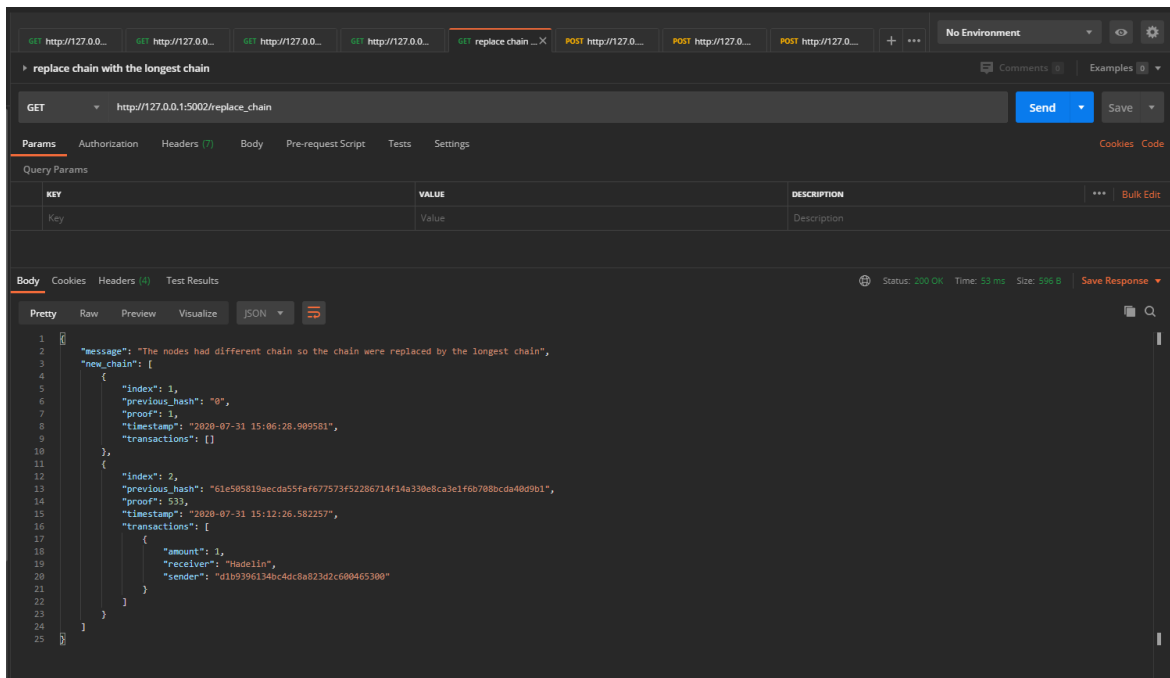 GET http://127.0.0... GET http://127.0.0... GET http://127.0.0... GET http://127.0.0... GET replace chain ... X POST http://127.0.... POST http://127.0.... POST http://127.0.... + ••• No Environment
replace chain with the longest chain Comments 0 Examples 0
GET http://127.0.0.1:5002/replace_chain Send Save
Params Authorization Headers (7) Body Pre-request Script Tests Settings Cookies Code
Query Params
KEY VALUE DESCRIPTION ••• Bulk Edit
Key Value Description
Body Cookies Headers (4) Test Results Status: 200 OK Time: 53 ms Size: 596 B Save Response
Pretty Raw Preview Visualize JSON
1 {
2 "message": "The nodes had different chain so the chain were replaced by the longest chain",
3 "new_chain": [
4 {
5 "index": 1,
6 "previous_hash": "0",
7 "proof": 1,
8 "timestamp": "2020-07-31 15:06:28.909581",
9 "transactions": []
10 },
11 {
12 "index": 2,
13 "previous_hash": "61e505819aecda55faf677573f52286714f14a330e8ca3e1f6b708bcda40d9b1",
14 "proof": 533,
15 "timestamp": "2020-07-31 15:12:26.582257",
16 "transactions": [
17 {
18 "amount": 1,
19 "receiver": "Hadelin",
20 "sender": "d1b9396134bc4dc8a823d2c600465300"
21 }
22 ]
23 }
24 ]
25 }